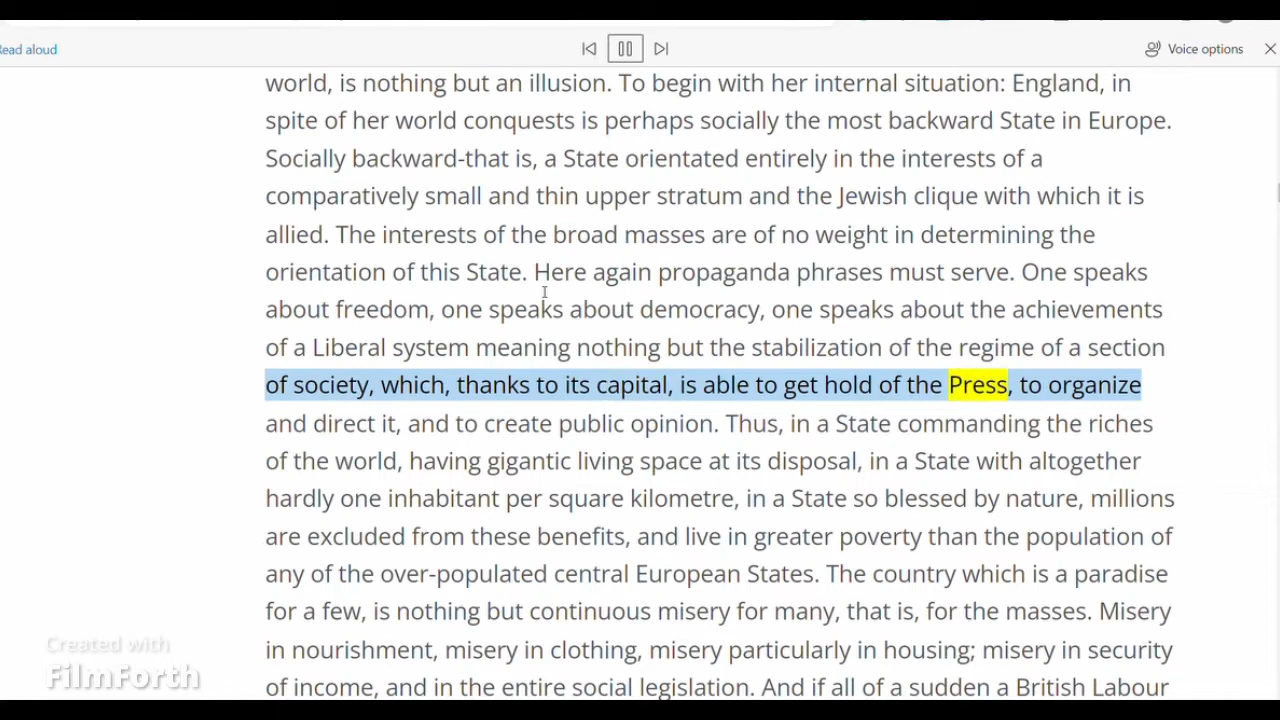 Read aloud
Voice options
world, is nothing but an illusion. To begin with her internal situation: England, in
spite of her world conquests is perhaps socially the most backward State in Europe.
Socially backward-that is, a State orientated entirely in the interests of a
comparatively small and thin upper stratum and the Jewish clique with which it is
allied. The interests of the broad masses are of no weight in determining the
orientation of this State. Here again propaganda phrases must serve. One speaks
about freedom, one speaks about democracy, one speaks about the achievements
of a Liberal system meaning nothing but the stabilization of the regime of a section
of society, which, thanks to its capital, is able to get hold of the Press, to organize
and direct it, and to create public opinion. Thus, in a State commanding the riches
of the world, having gigantic living space at its disposal, in a State with altogether
hardly one inhabitant per square kilometre, in a State so blessed by nature, millions
are excluded from these benefits, and live in greater poverty than the population of
any of the over-populated central European States. The country which is a paradise
for a few, is nothing but continuous misery for many, that is, for the masses. Misery
in nourishment, misery in clothing, misery particularly in housing; misery in security
of income, and in the entire social legislation. And if all of a sudden a British Labour
Created with
FilmForth